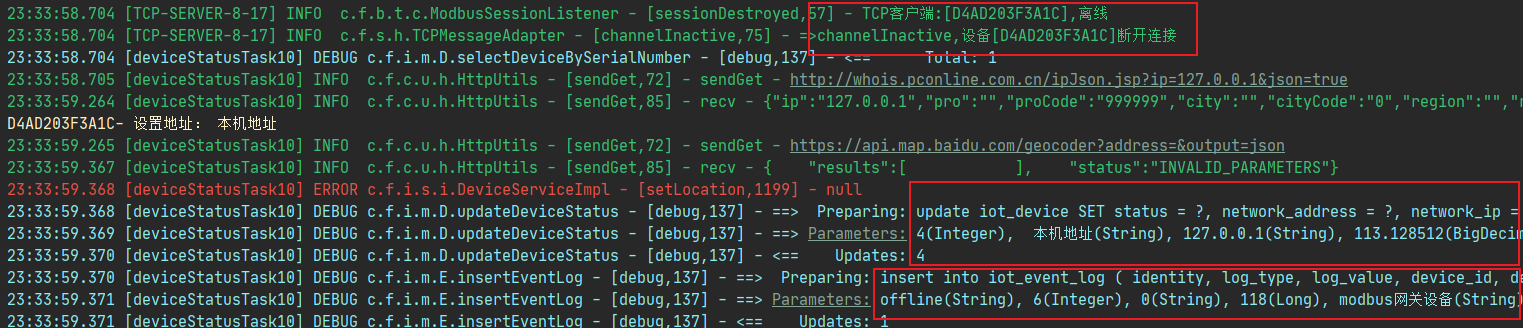 23:33:58.704 [TCP-SERVER-8-17] INFO  c.f.b.t.c.ModbusSessionListener - [sessionDestroyed,57] - TCP客户端:[D4AD203F3A1C],离线
23:33:58.704 [TCP-SERVER-8-17] INFO  c.f.s.h.TCPMessageAdapter - [channelInactive,75] - =>channelInactive,设备[D4AD203F3A1C]断开连接
23:33:58.704 [deviceStatusTask10] DEBUG c.f.i.m.D.selectDeviceBySerialNumber - [debug,137] - <==      Total: 1
23:33:58.705 [deviceStatusTask10] INFO  c.f.c.u.h.HttpUtils - [sendGet,72] - sendGet - http://whois.pconline.com.cn/ipJson.jsp?ip=127.0.0.1&json=true
23:33:59.264 [deviceStatusTask10] INFO  c.f.c.u.h.HttpUtils - [sendGet,85] - recv - {"ip":"127.0.0.1","pro":"","proCode":"999999","city":"","cityCode":"0","region":"","r
D4AD203F3A1C- 设置地址： 本机地址
23:33:59.265 [deviceStatusTask10] INFO  c.f.c.u.h.HttpUtils - [sendGet,72] - sendGet - https://api.map.baidu.com/geocoder?address=&output=json
23:33:59.367 [deviceStatusTask10] INFO  c.f.c.u.h.HttpUtils - [sendGet,85] - recv - {    "results":[           ],    "status":"INVALID_PARAMETERS"}
23:33:59.368 [deviceStatusTask10] ERROR c.f.i.s.i.DeviceServiceImpl - [setLocation,1199] - null
23:33:59.368 [deviceStatusTask10] DEBUG c.f.i.m.D.updateDeviceStatus - [debug,137] - ==>  Preparing: update iot_device SET status = ?, network_address = ?, network_ip =
23:33:59.369 [deviceStatusTask10] DEBUG c.f.i.m.D.updateDeviceStatus - [debug,137] - ==> Parameters: 4(Integer),  本机地址(String), 127.0.0.1(String), 113.128512(BigDecim
23:33:59.370 [deviceStatusTask10] DEBUG c.f.i.m.D.updateDeviceStatus - [debug,137] - <==    Updates: 4
23:33:59.370 [deviceStatusTask10] DEBUG c.f.i.m.E.insertEventLog - [debug,137] - ==>  Preparing: insert into iot_event_log ( identity, log_type, log_value, device_id, de
23:33:59.371 [deviceStatusTask10] DEBUG c.f.i.m.E.insertEventLog - [debug,137] - ==> Parameters: offline(String), 6(Integer), 0(String), 118(Long), modbus网关设备(String)
23:33:59.371 [deviceStatusTask10] DEBUG c.f.i.m.E.insertEventLog - [debug,137] - <==    Updates: 1